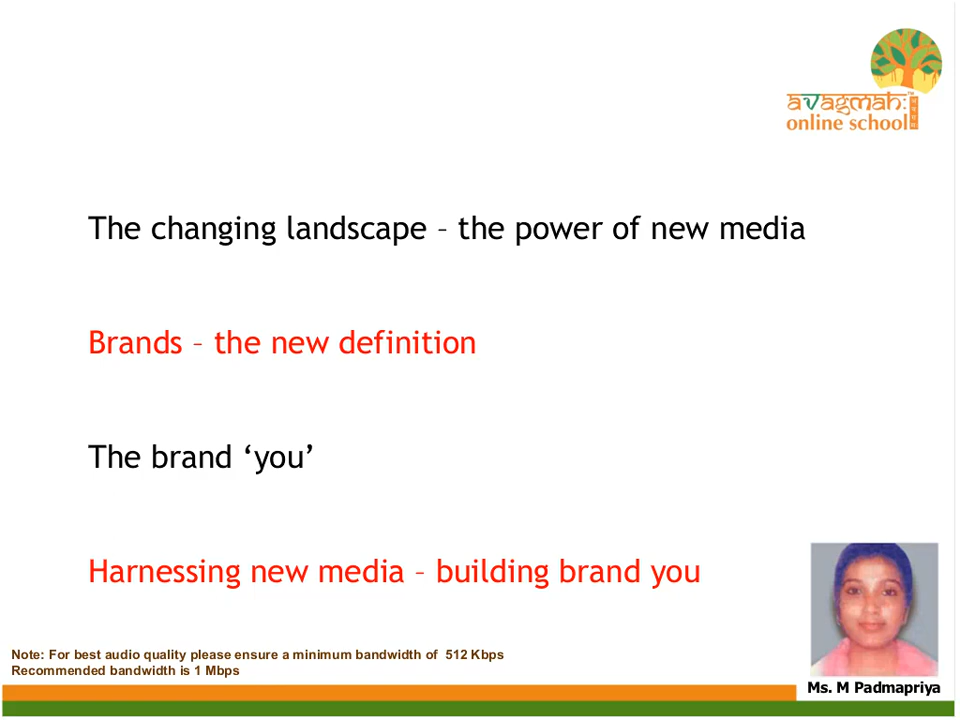 avagmah™
online school
The changing landscape – the power of new media
Brands – the new definition
The brand ‘you’
Harnessing new media – building brand you
Note: For best audio quality please ensure a minimum bandwidth of 512 Kbps
Recommended bandwidth is 1 Mbps
Ms. M Padmapriya